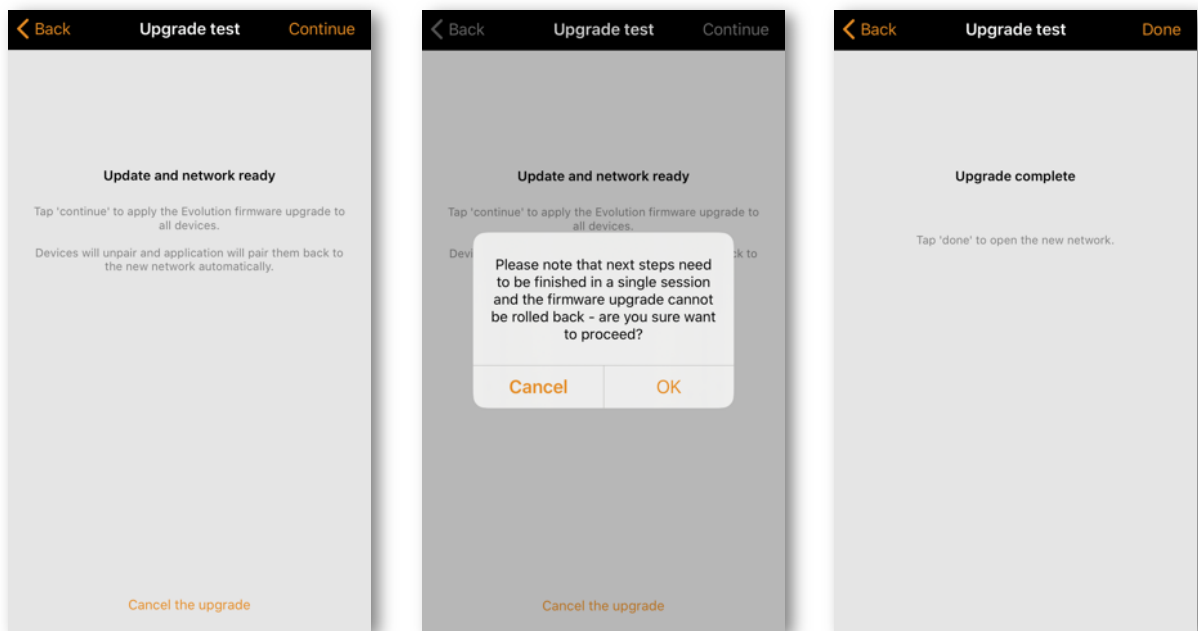 Back Upgrade test Continue
Update and network ready
Tap 'continue' to apply the Evolution firmware upgrade to
all devices.
Devices will unpair and application will pair them back to
the new network automatically.
Cancel the upgrade
Back Upgrade test Continue
Update and network ready
Tap 'continue' to apply the Evolution firmware upgrade to
all devices.
Please note that next steps need
to be finished in a single session
and the firmware upgrade cannot
be rolled back - are you sure want
to proceed?
Cancel OK
Cancel the upgrade
Back Upgrade test Done
Upgrade complete
Tap 'done' to open the new network.